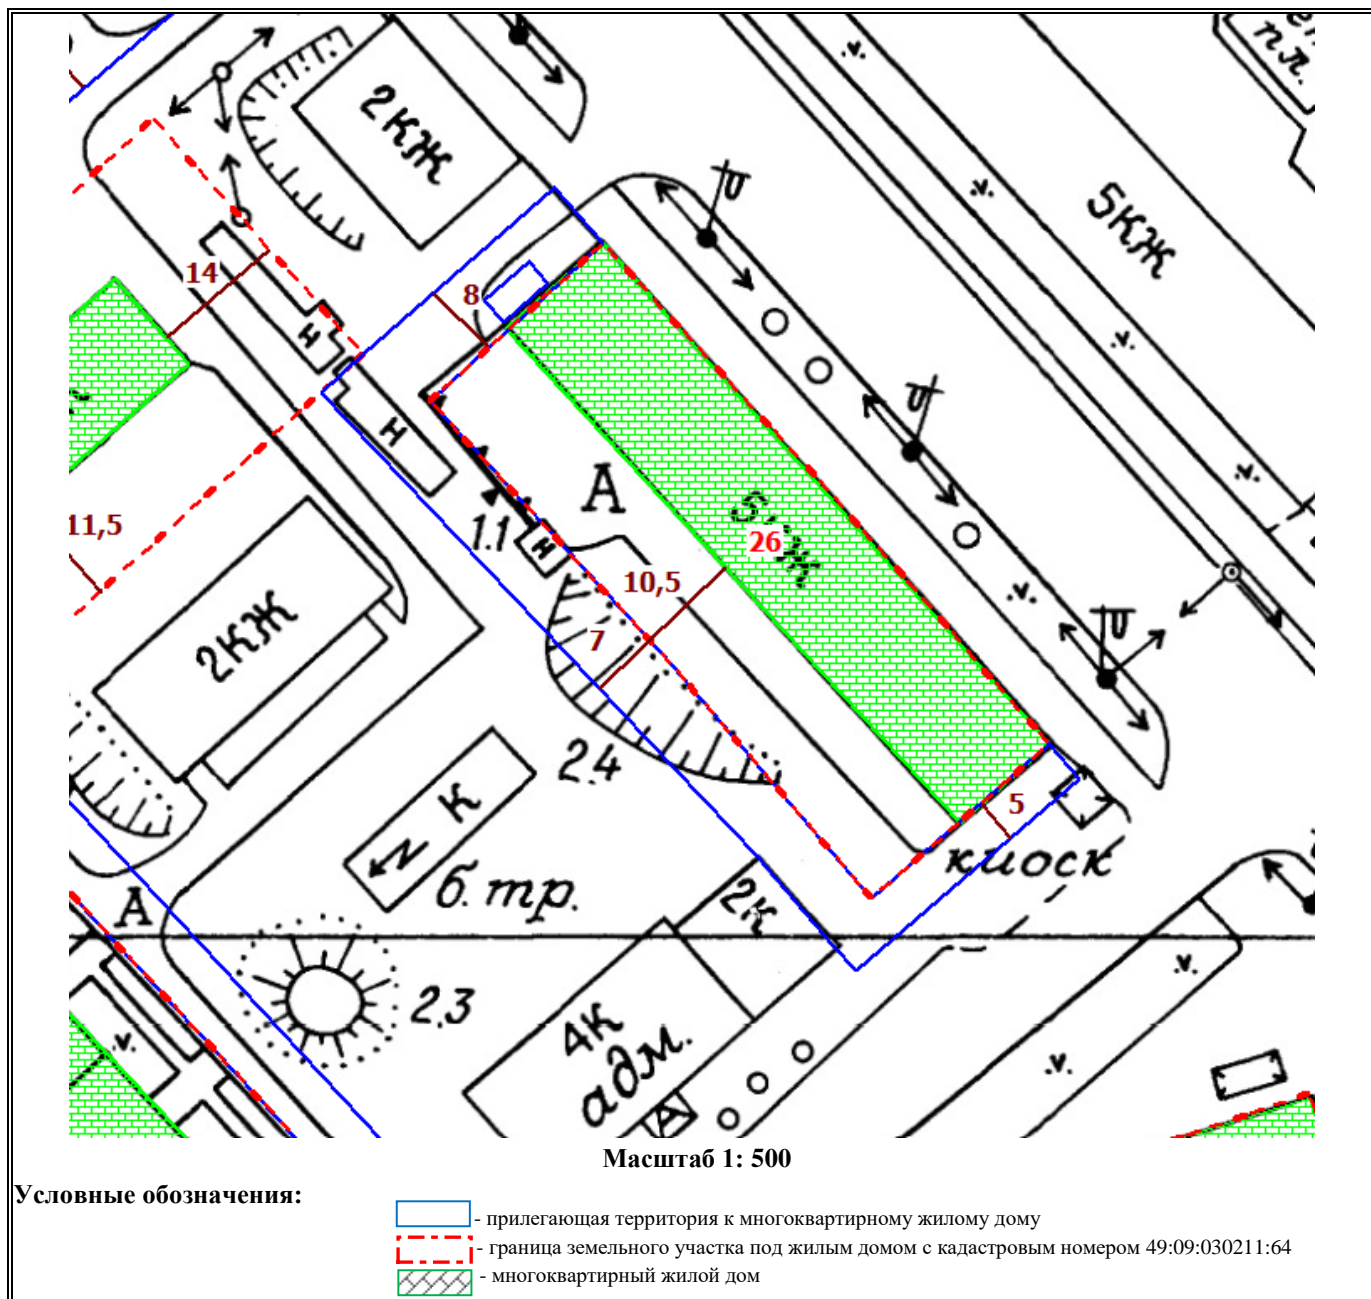 пл.
2КЖ
5КЖ
14
8
Н
Н
А
1.1
Н
11,5
26
10,5
7
2КЖ
2.4
К
5
киоск
б. тр.
2К
А
2.3
4К
адм.
А
Масштаб 1: 500
Условные обозначения:
- прилегающая территория к многоквартирному жилому дому
- граница земельного участка под жилым домом с кадастровым номером 49:09:030211:64
- многоквартирный жилой дом